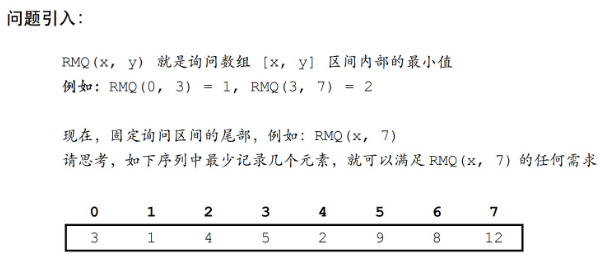 问题引入：
RMQ(x, y) 就是询问数组 [x, y] 区间内部的最小值
例如：RMQ(0, 3) = 1, RMQ(3, 7) = 2
现在，固定询问区间的尾部，例如：RMQ(x, 7)
请思考，如下序列中最少记录几个元素，就可以满足 RMQ(x, 7) 的任何需求
0 1 2 3 4 5 6 7
3 1 4 5 2 9 8 12